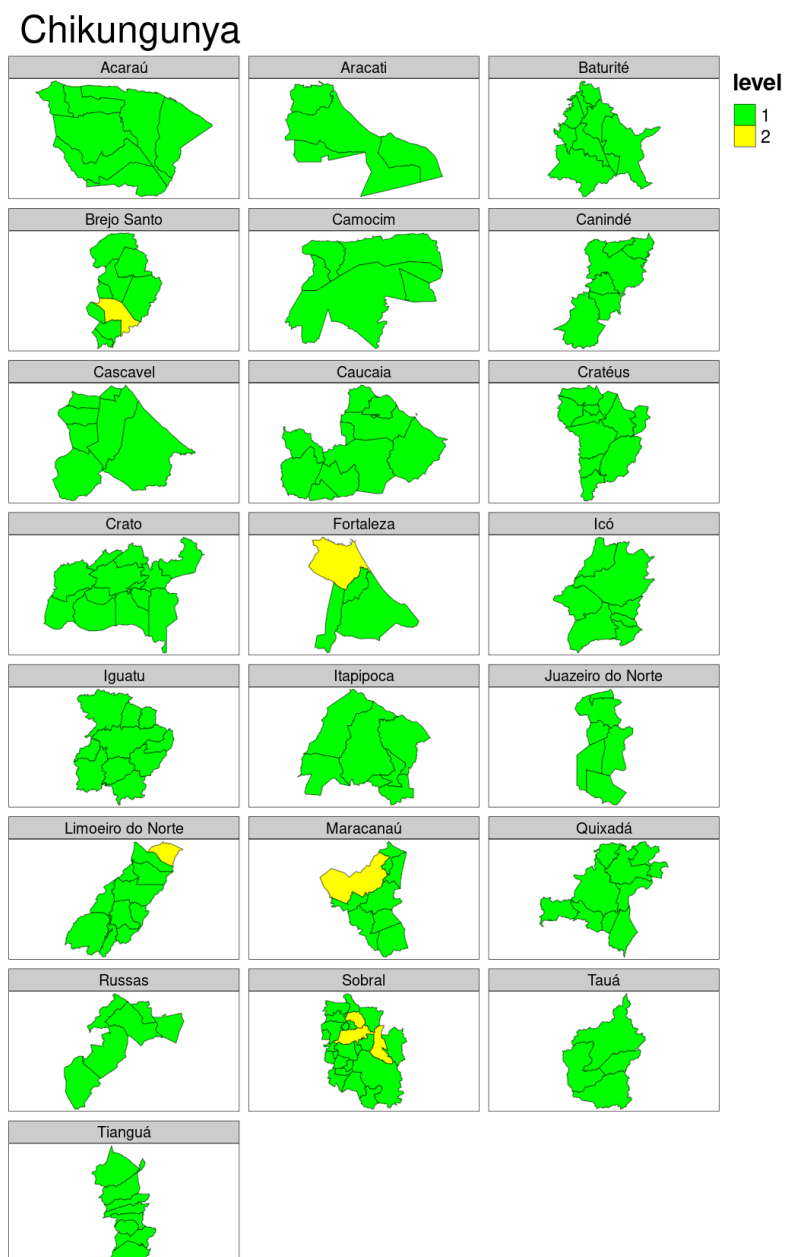 Chikungunya
Acaraú
Aracati
Baturité
level
1
2
Brejo Santo
Camocim
Canindé
Cascavel
Caucaia
Cratéus
Crato
Fortaleza
Icó
Iguatu
Itapipoca
Juazeiro do Norte
Limoeiro do Norte
Maracanaú
Quixadá
Russas
Sobral
Tauá
Tianguá